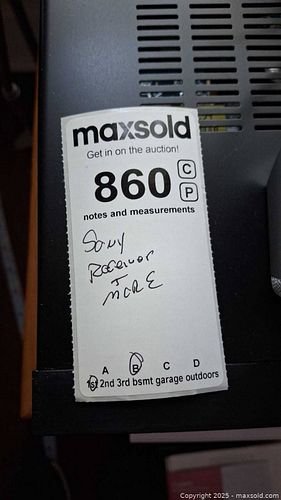 maxsold
Get in on the auction!
860
C
P
notes and measurements
Sony
Receiver
+
MORE
A B C D
1st 2nd 3rd bsmt garage outdoors
Copyright © 2025 - maxsold.com